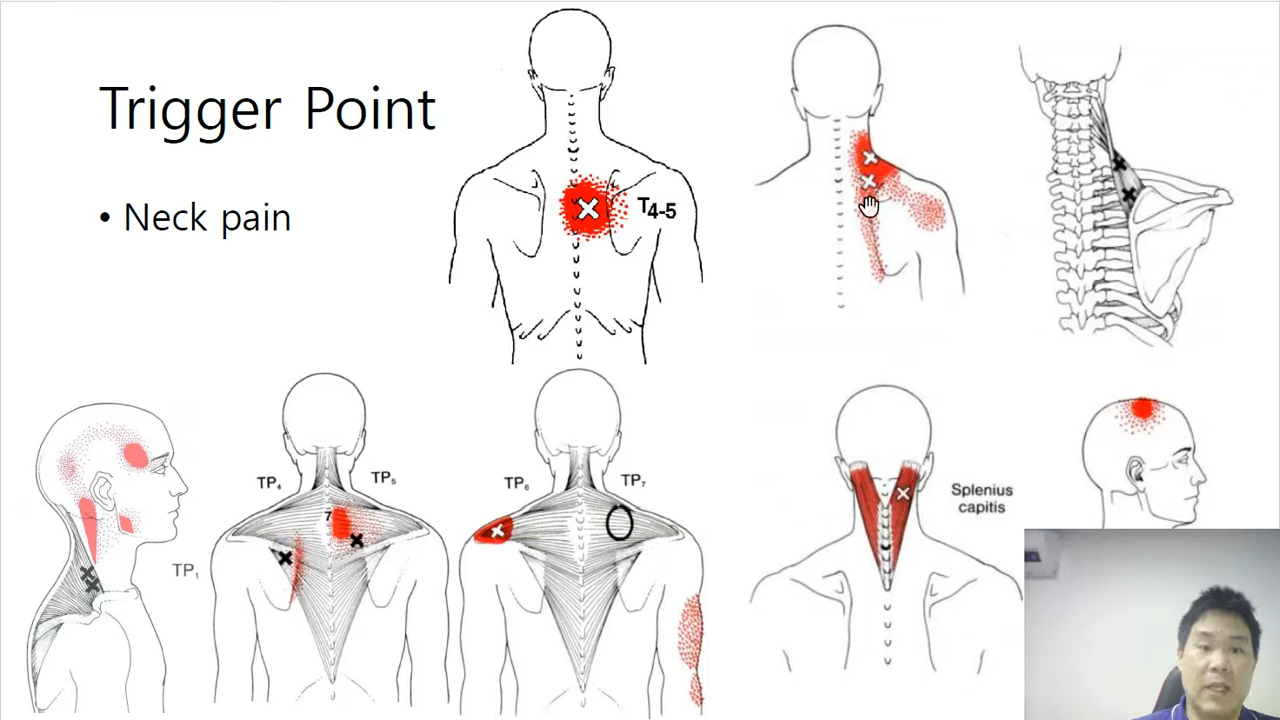 Trigger Point
• Neck pain
T4-5
TP1
TP4
TP5
7
TP6
TP7
Splenius
capitis